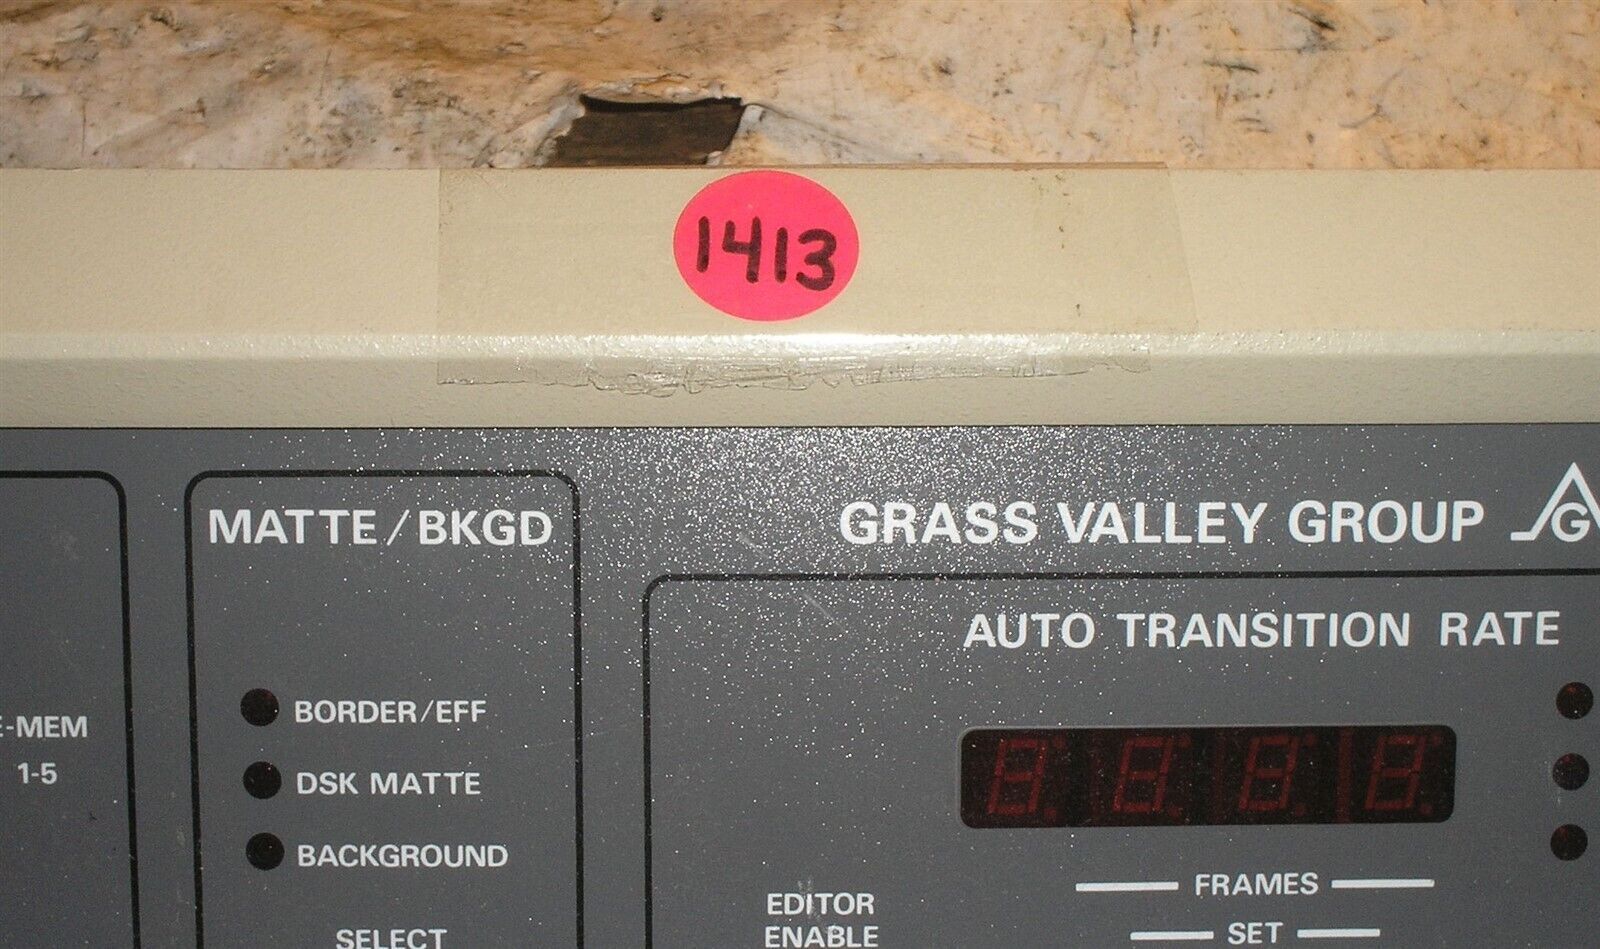 1413
MATTE/BKGD
GRASS VALLEY GROUP G
AUTO TRANSITION RATE
BORDER/EFF
E-MEM
1-5
DSK MATTE
BACKGROUND
FRAMES
EDITOR
ENABLE
SET
SELECT